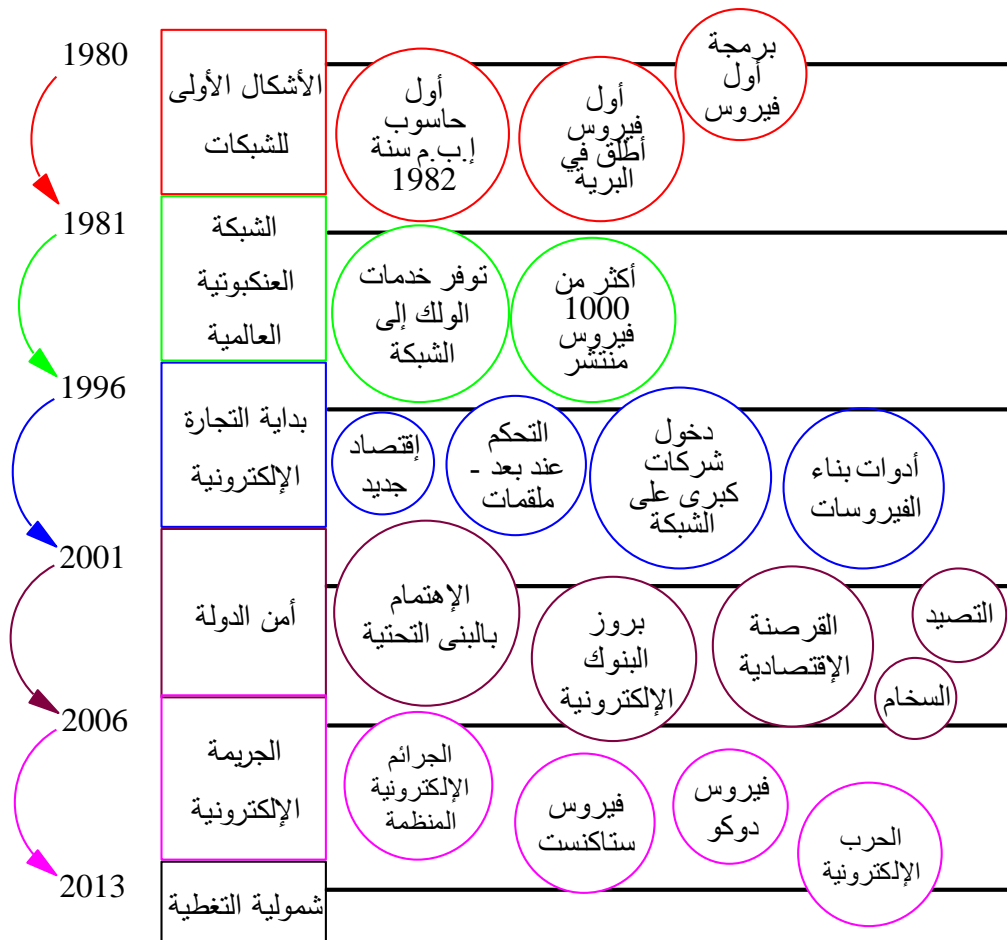 1980
الأشكال الأولى
للشبكات
أول
حاسوب
إ.ب.م سنة
1982
أول
فيروس
أطلق في
البرية
برمجة
أول
فيروس
1981
الشبكة
العنكبوتية
العالمية
توفر خدمات
الولك إلى
الشبكة
أكثر من
1000
فيروس
منتشر
1996
بداية التجارة
الإلكترونية
إقتصاد
جديد
التحكم
عند بعد -
ملقمات
دخول
شركات
كبرى على
الشبكة
أدوات بناء
الفيروسات
2001
أمن الدولة
الإهتمام
بالبنى التحتية
بروز
البنوك
الإلكترونية
القرصنة
الإقتصادية
التصيد
السخام
2006
الجريمة
الإلكترونية
الجرائم
الإلكترونية
المنظمة
فيروس
ستاكنست
فيروس
دوكو
الحرب
الإلكترونية
2013
شمولية التغطية